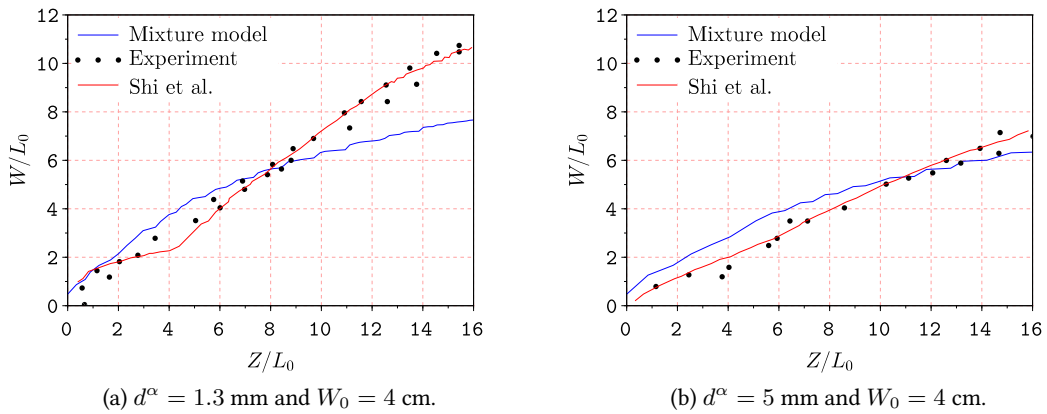 12
10
8
6
4
2
0
W/L₀
Mixture model
Experiment
Shi et al.
0 2 4 6 8 10 12 14 16
Z/L₀
(a) dᵅ = 1.3 mm and W₀ = 4 cm.
12
10
8
6
4
2
0
W/L₀
Mixture model
Experiment
Shi et al.
0 2 4 6 8 10 12 14 16
Z/L₀
(b) dᵅ = 5 mm and W₀ = 4 cm.